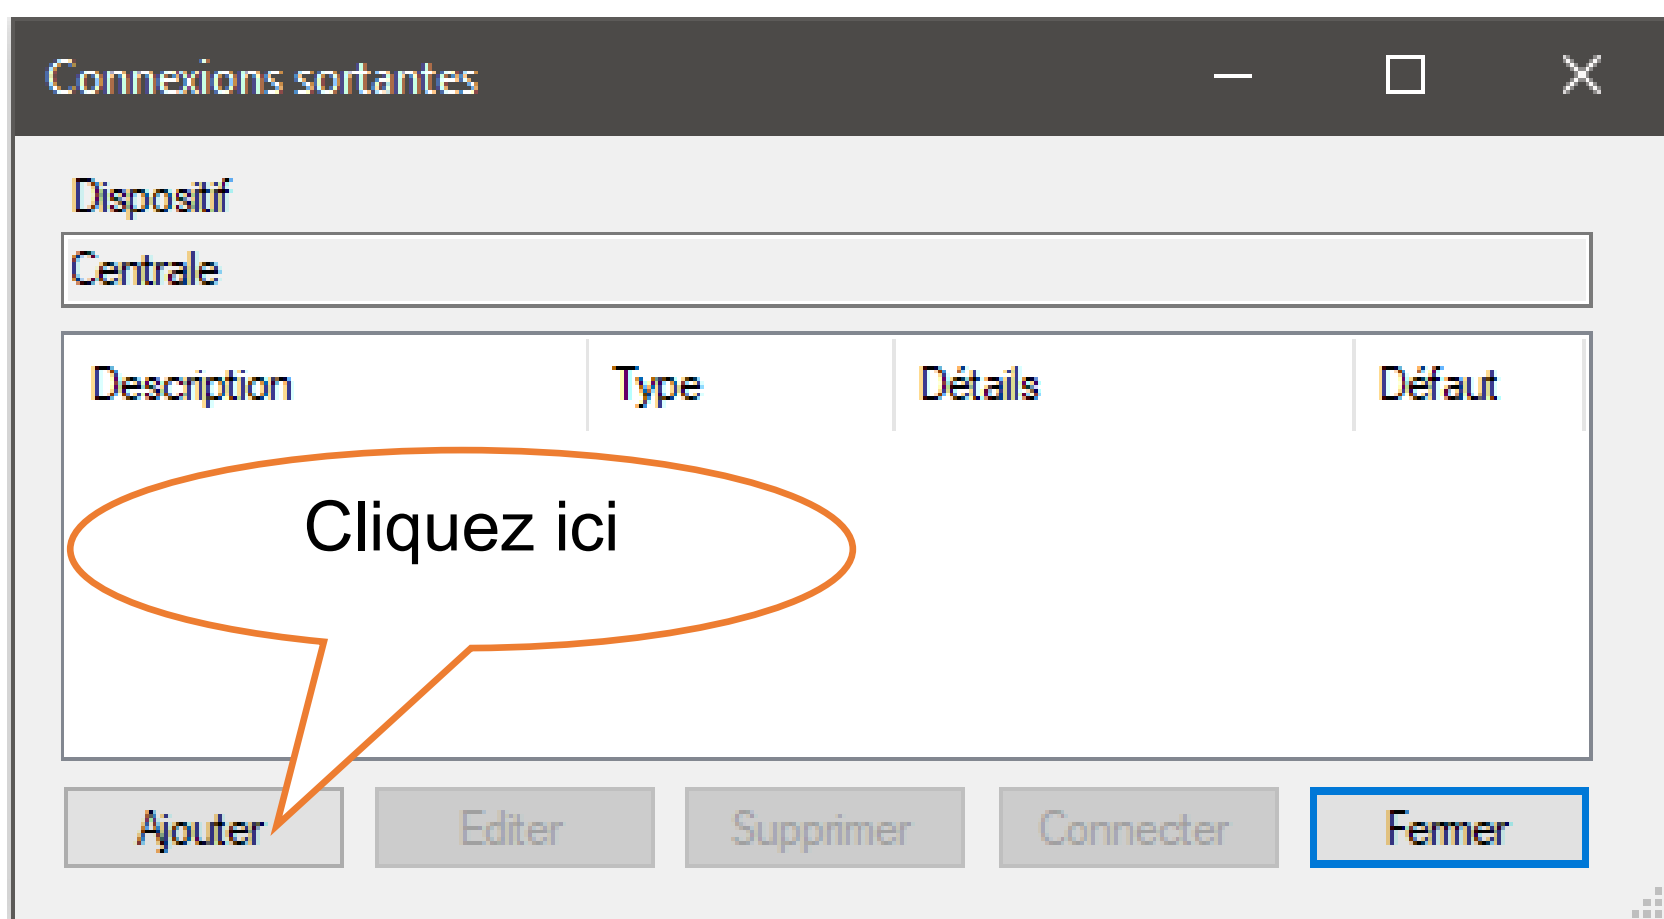 Connexions sortantes
Dispositif
Centrale
Description Type Détails Défaut
Cliquez ici
Ajouter Editer Supprimer Connecter Fermer